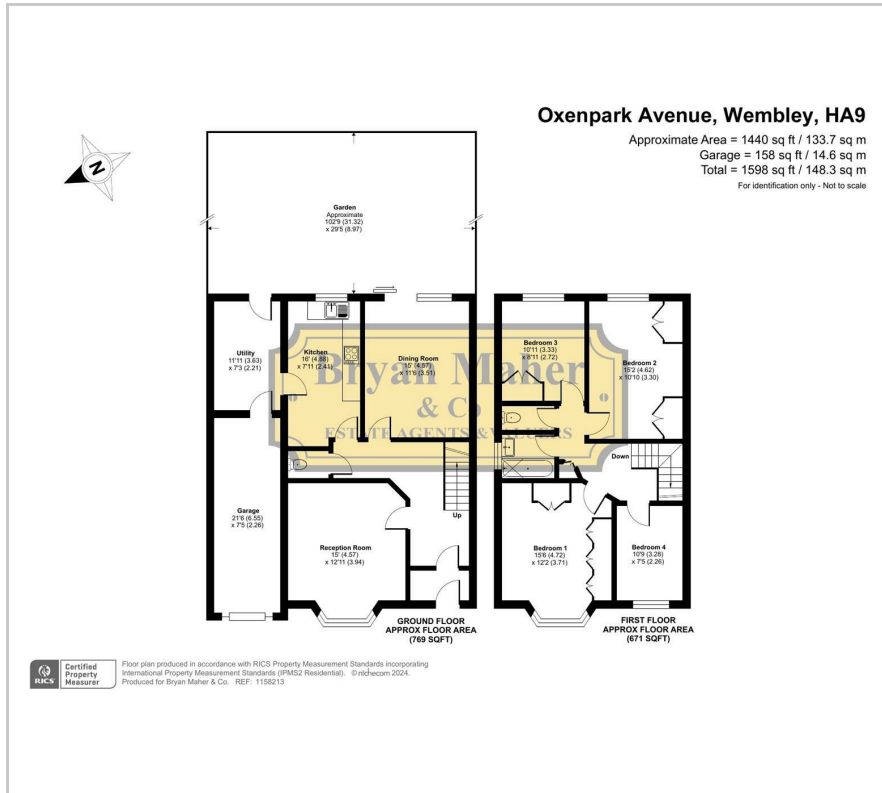 Oxenpark Avenue, Wembley, HA9
Approximate Area = 1440 sq ft / 133.7 sq m
Garage = 158 sq ft / 14.6 sq m
Total = 1598 sq ft / 148.3 sq m
For identification only - Not to scale
N
Garden
Approximate
102'9 (31.32)
x 29'5 (8.97)
Utility
11'11 (3.63)
x 7'3 (2.21)
Kitchen
16' (4.88)
x 7'11 (2.41)
Dining Room
15' (4.57)
x 11'6 (3.51)
Bedroom 3
10'11 (3.33)
x 8'11 (2.72)
Bedroom 2
15'2 (4.62)
x 10'10 (3.30)
Bryan Maher
& Co
ESTATE AGENTS & VALUERS
Down
Up
Garage
21'6 (6.55)
x 7'5 (2.26)
Reception Room
15' (4.57)
x 12'11 (3.94)
Bedroom 1
15'6 (4.72)
x 12'2 (3.71)
Bedroom 4
10'9 (3.28)
x 7'5 (2.26)
GROUND FLOOR
APPROX FLOOR AREA
(769 SQFT)
FIRST FLOOR
APPROX FLOOR AREA
(671 SQFT)
RICS
Certified
Property
Measurer
Floor plan produced in accordance with RICS Property Measurement Standards incorporating
International Property Measurement Standards (IPMS2 Residential). © nichecom 2024.
Produced for Bryan Maher & Co. REF: 1158213